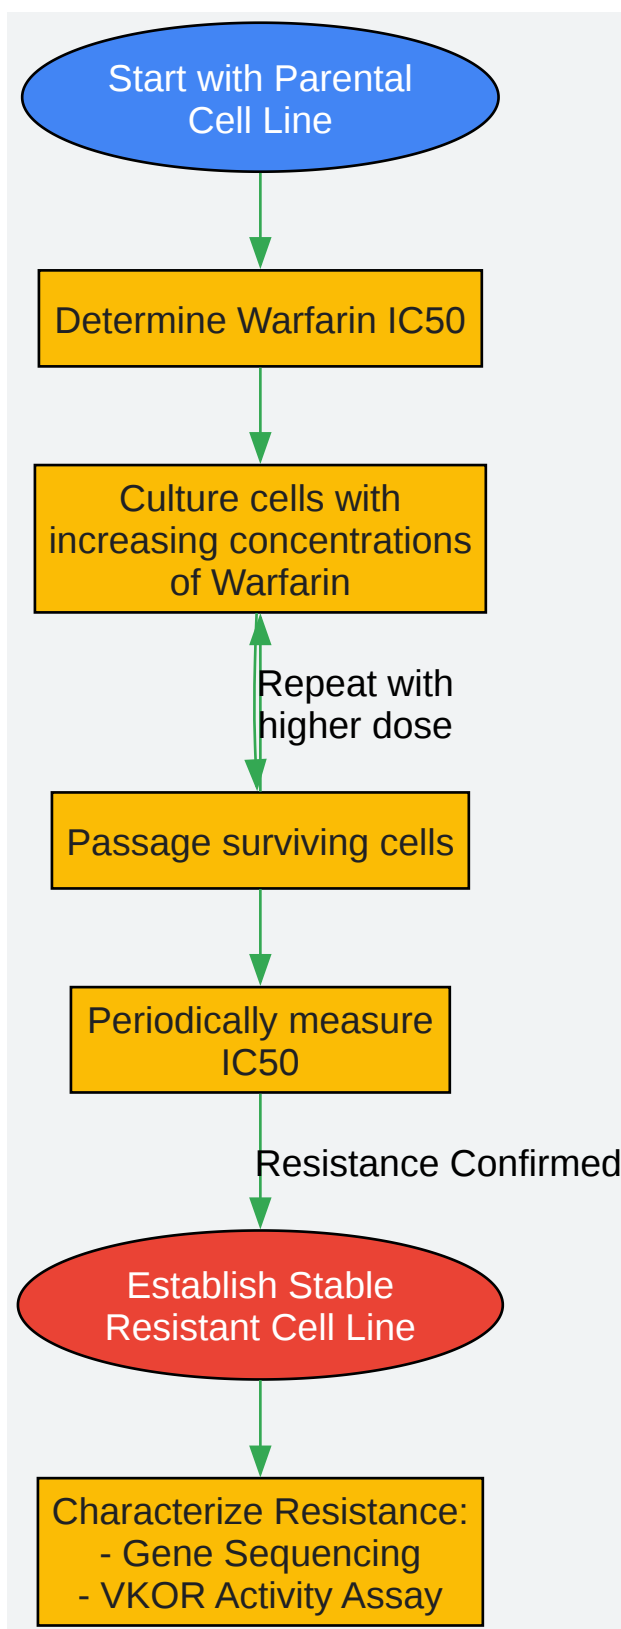 Start with Parental
Cell Line
Determine Warfarin IC50
Culture cells with
increasing concentrations
of Warfarin
Repeat with
higher dose
Passage surviving cells
Periodically measure
IC50
Resistance Confirmed
Establish Stable
Resistant Cell Line
Characterize Resistance:
- Gene Sequencing
- VKOR Activity Assay